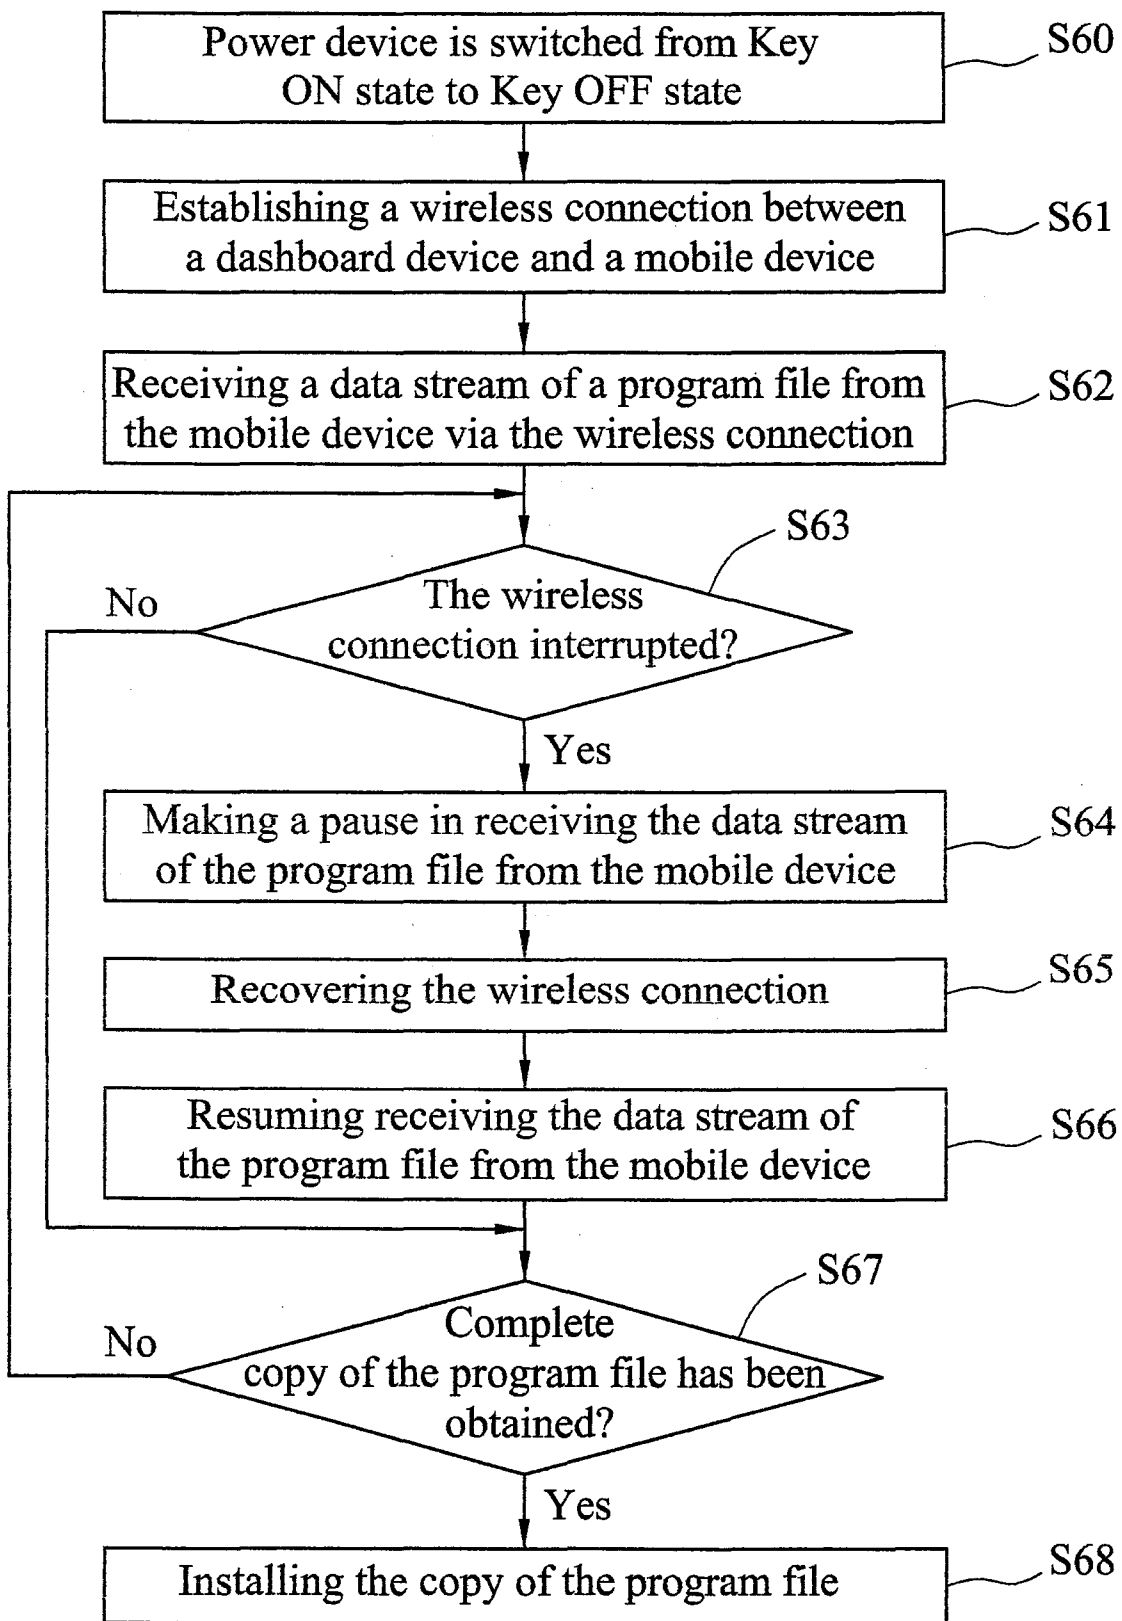 Power device is switched from Key
ON state to Key OFF state
S60
Establishing a wireless connection between
a dashboard device and a mobile device
S61
Receiving a data stream of a program file from
the mobile device via the wireless connection
S62
S63
No
The wireless
connection interrupted?
Yes
Making a pause in receiving the data stream
of the program file from the mobile device
S64
Recovering the wireless connection
S65
Resuming receiving the data stream of
the program file from the mobile device
S66
S67
No
Complete
copy of the program file has been
obtained?
Yes
Installing the copy of the program file
S68